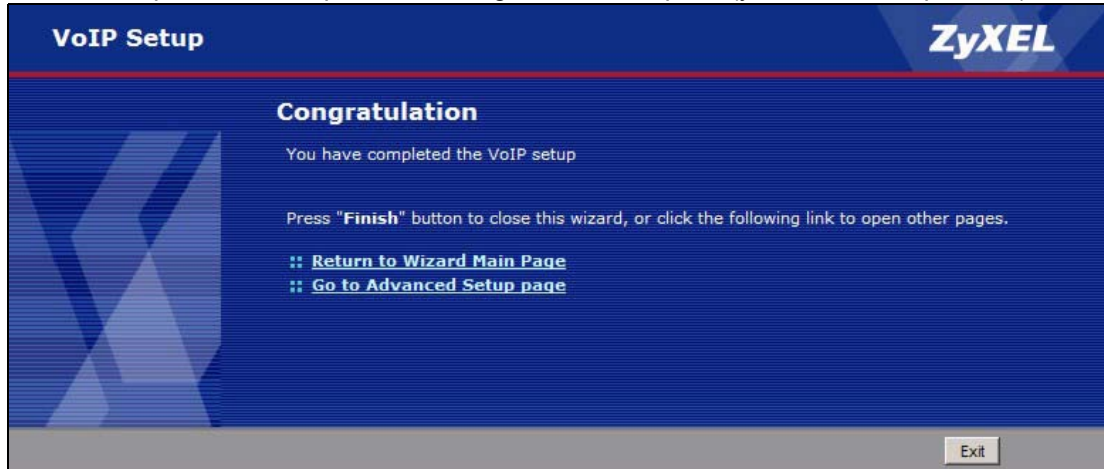 VoIP Setup
ZyXEL
Congratulation
You have completed the VoIP setup
Press "Finish" button to close this wizard, or click the following link to open other pages.
Return to Wizard Main Page
Go to Advanced Setup page
Exit